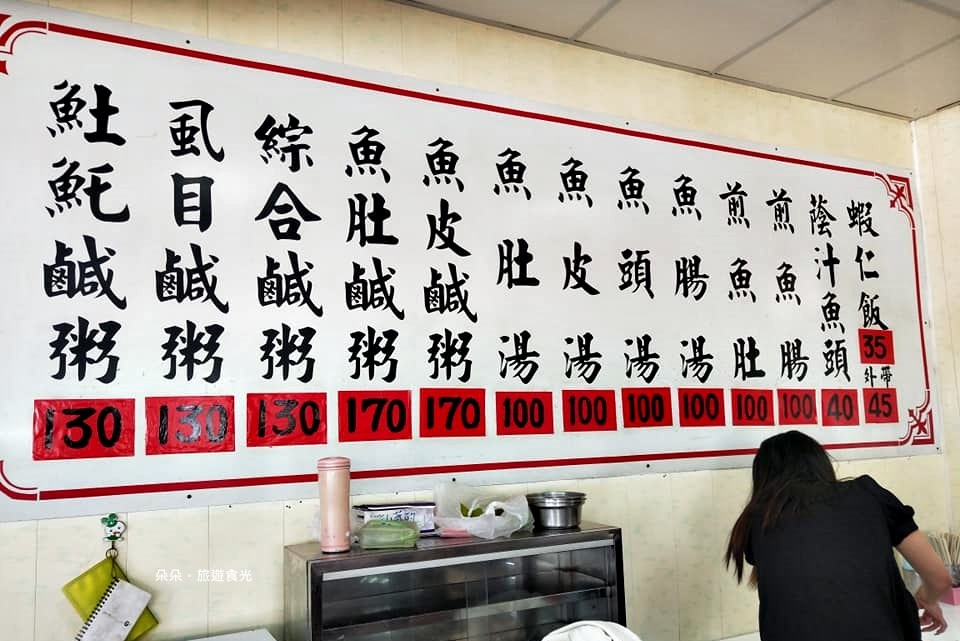 魠鹹粥
130
虱目鹹粥
130
綜合鹹粥
130
魚肚鹹粥
170
魚皮鹹粥
170
魚肚湯
100
魚皮湯
100
魚頭湯
100
魚腸湯
100
煎魚肚
100
煎魚腸
100
蔭汁魚頭
40
蝦仁飯
35
外帶
45
朵朵·旅遊食光